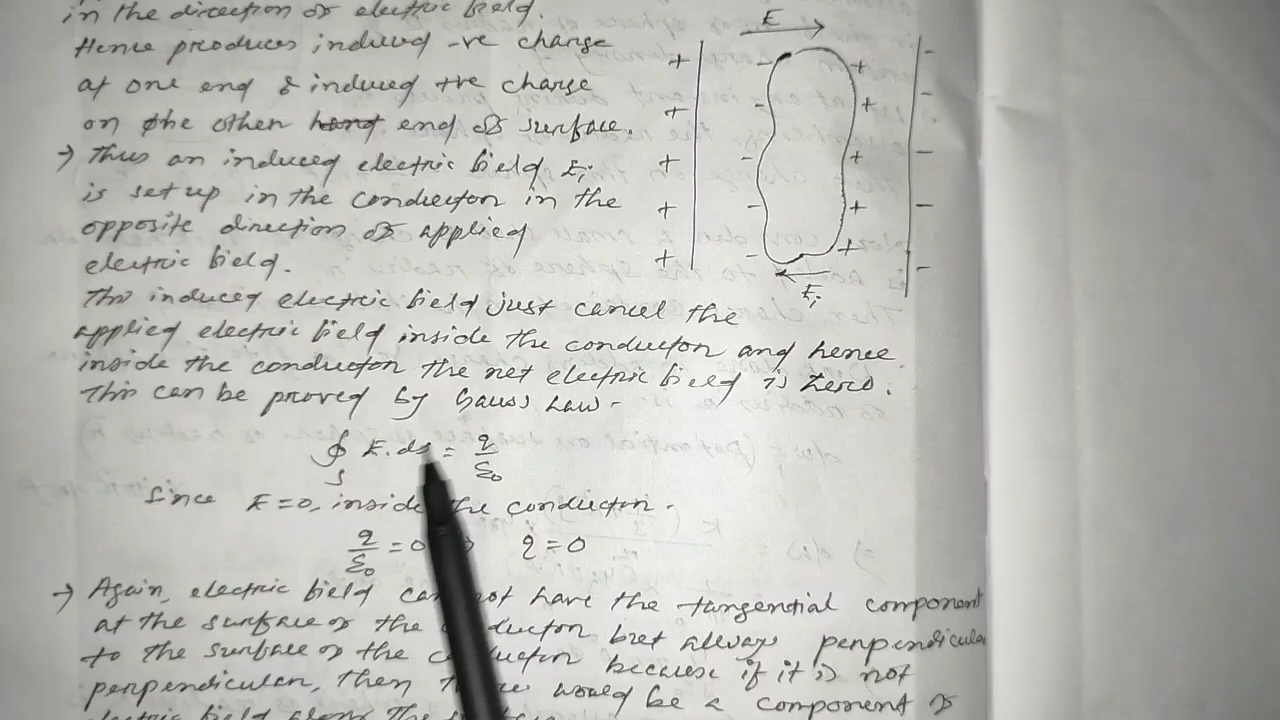 in the direction of electric field.
Hence produces induced -ve charge
at one end & induced +ve charge
on the other hand end of surface.
→ Thus an induced electric field Ei
is set up in the conductor in the
opposite direction of applied
electric field.
This induced electric field just cancel the
applied electric field inside the conductor and hence
inside the conductor the net electric field is zero.
This can be proved by Gauss Law-
∮ E.ds = q/ε₀
S
Since E=0, inside the conductor.
q/ε₀ = 0 q=0
→ Again, electric field cannot have the tangential component
at the surface of the conductor but always perpendicular
to the surface of the conductor because if it is not
perpendicular, then there would be a component of
electric field along the surface
E
+ - + -
+ - + -
+ - + -
+ - + -
+ - + -
Ei